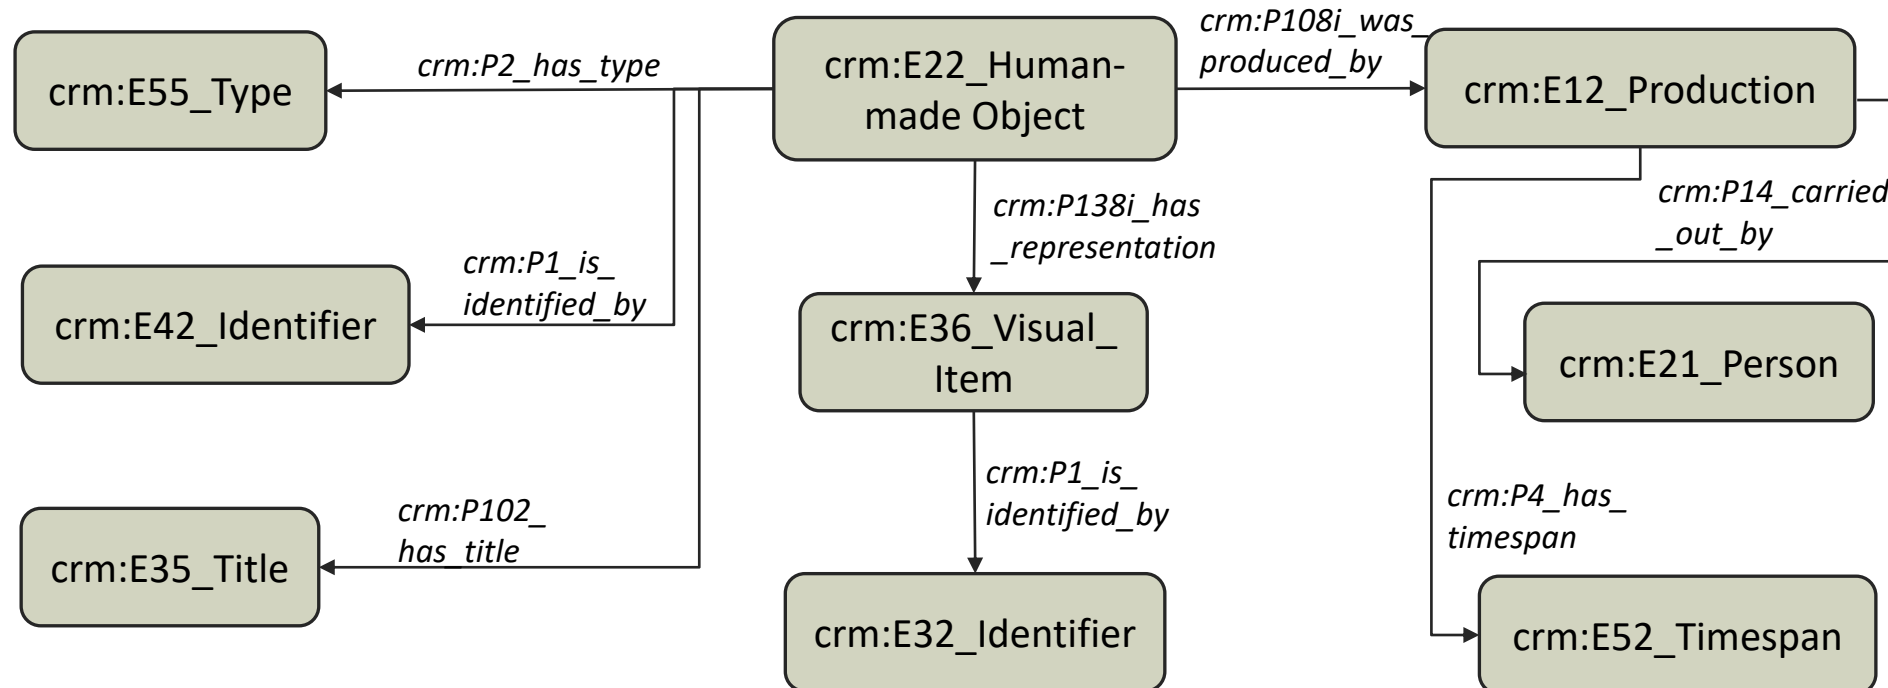 crm:E55_Type
crm:P2_has_type
crm:E22_Human-
made Object
crm:P108i_was_
produced_by
crm:E12_Production
crm:P138i_has
_representation
crm:P14_carried
_out_by
crm:E42_Identifier
crm:P1_is_
identified_by
crm:E36_Visual_
Item
crm:E21_Person
crm:E35_Title
crm:P102_
has_title
crm:P1_is_
identified_by
crm:P4_has_
timespan
crm:E32_Identifier
crm:E52_Timespan